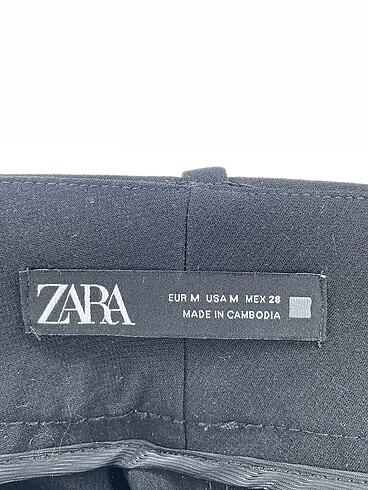 ZARA
EUR M USA M MEX 28
MADE IN CAMBODIA